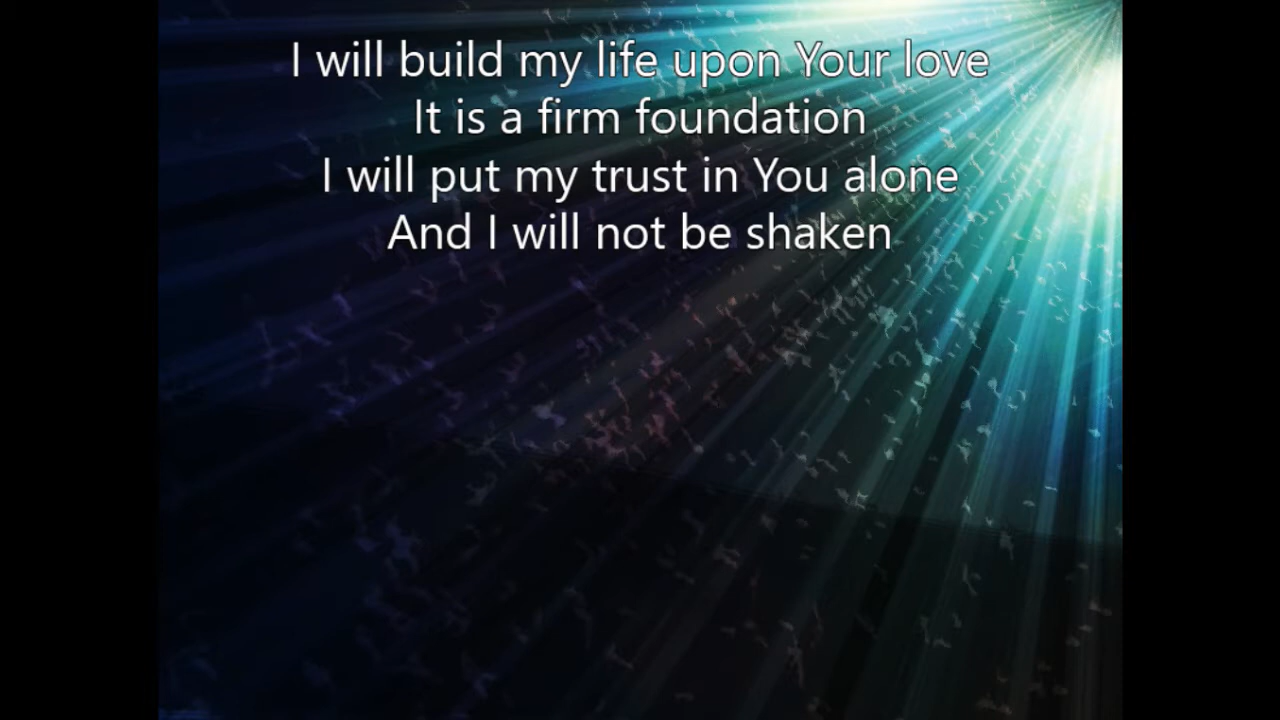 I will build my life upon Your love
It is a firm foundation
I will put my trust in You alone
And I will not be shaken